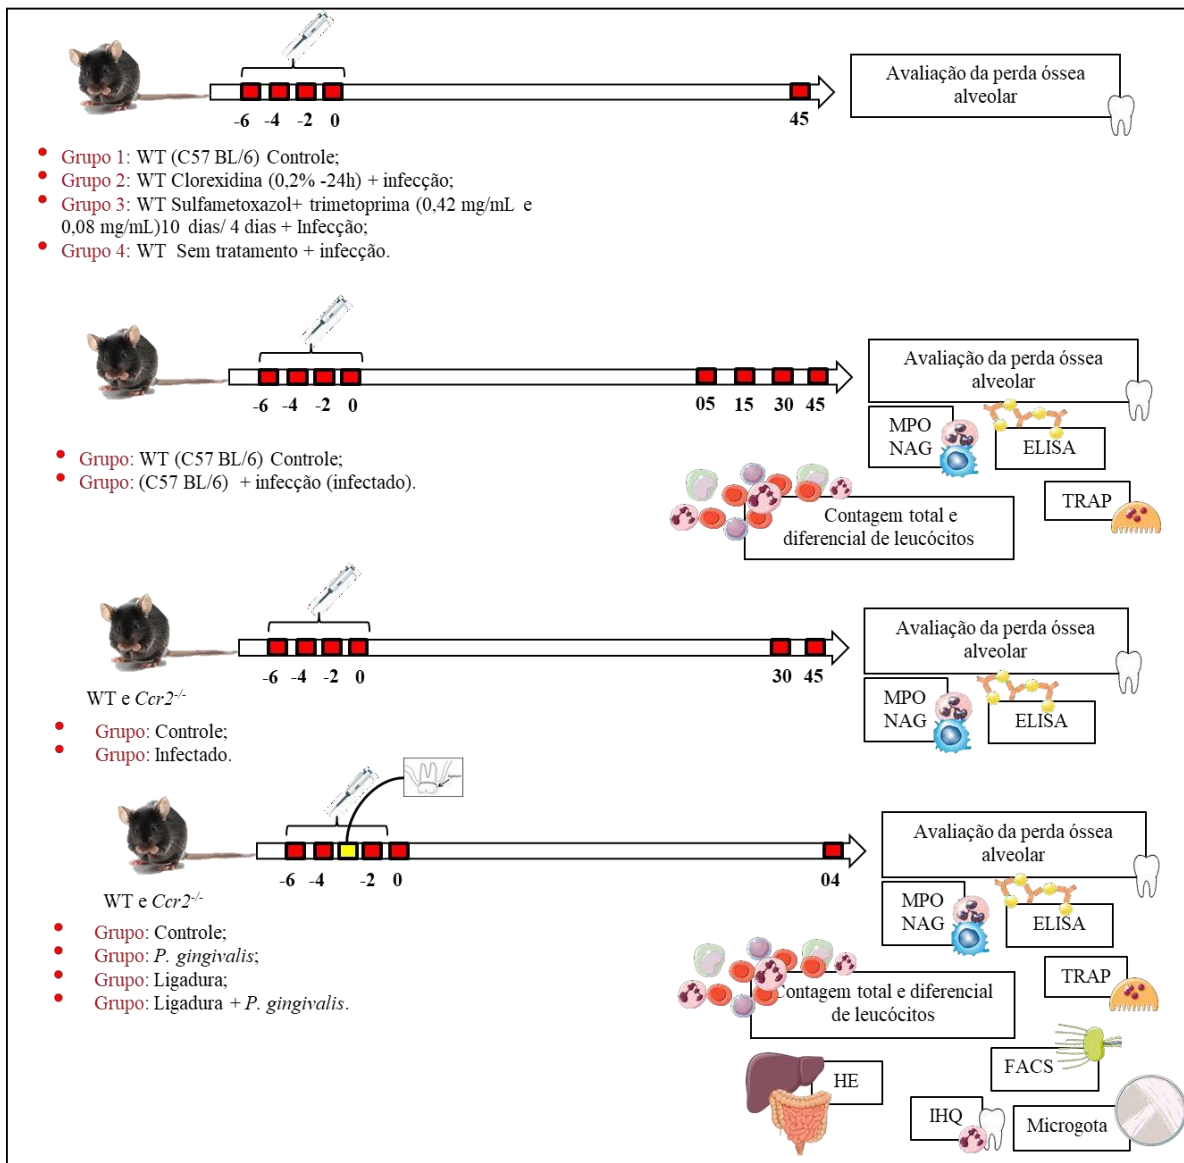 -6 -4 -2 0 45
Avaliação da perda óssea
alveolar
Grupo 1: WT (C57 BL/6) Controle;
Grupo 2: WT Clorexidina (0,2% -24h) + infecção;
Grupo 3: WT Sulfametoxazol+ trimetoprima (0,42 mg/mL e
0,08 mg/mL)10 dias/ 4 dias + Infecção;
Grupo 4: WT Sem tratamento + infecção.
-6 -4 -2 0 05 15 30 45
Avaliação da perda óssea
alveolar
MPO
NAG
ELISA
Grupo: WT (C57 BL/6) Controle;
Grupo: (C57 BL/6) + infecção (infectado).
TRAP
Contagem total e
diferencial de leucócitos
-6 -4 -2 0 30 45
Avaliação da perda óssea
alveolar
WT e Ccr2-/-
MPO
NAG
ELISA
Grupo: Controle;
Grupo: Infectado.
-6 -4 -2 0 04
Avaliação da perda óssea
alveolar
WT e Ccr2-/-
MPO
NAG
ELISA
Grupo: Controle;
Grupo: P. gingivalis;
Grupo: Ligadura;
Grupo: Ligadura + P. gingivalis.
TRAP
Contagem total e diferencial
de leucócitos
HE
FACS
IHQ
Microgota